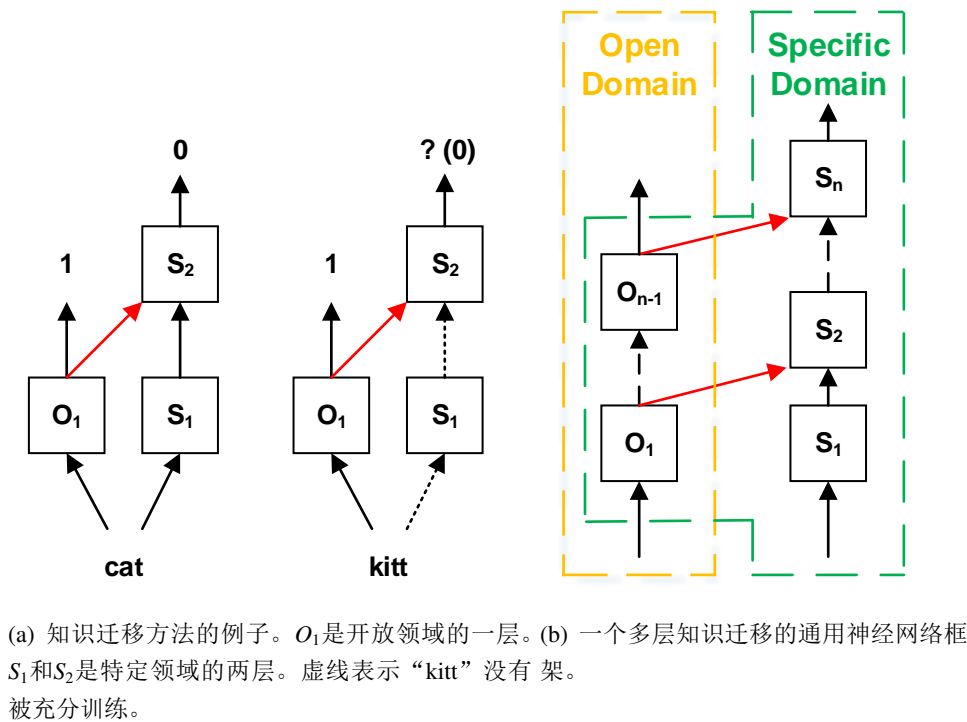 Open
Domain
Specific
Domain
0
? (0)
1
S₂
1
S₂
O₁
S₁
O₁
S₁
cat
kitt
Sₙ
Oₙ₋₁
S₂
O₁
S₁
(a) 知识迁移方法的例子。O₁是开放领域的一层。
S₁和S₂是特定领域的两层。虚线表示“kitt”没有
被充分训练。
(b) 一个多层知识迁移的通用神经网络框
架。